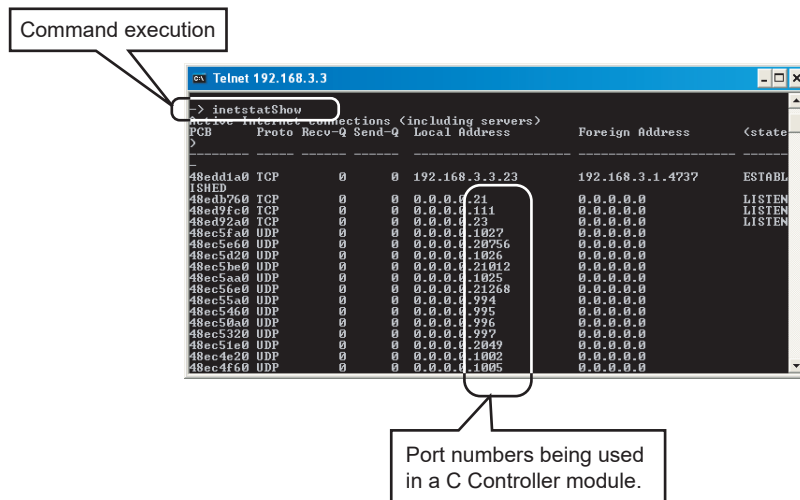 Command execution
Telnet 192.168.3.3
-> inetstatShow
Active Internet connections (including servers)
PCB Proto Recv-Q Send-Q Local Address Foreign Address (state
)
-------- ----- ------ ------ ------------------ ------------------ -------
-
48edd1a0 TCP 0 0 192.168.3.3.23 192.168.3.1.4737 ESTABL
ISHED
48edb760 TCP 0 0 0.0.0.0.21 0.0.0.0.0 LISTEN
48ed9fc0 TCP 0 0 0.0.0.0.111 0.0.0.0.0 LISTEN
48ed92a0 TCP 0 0 0.0.0.0.23 0.0.0.0.0 LISTEN
48ec5fa0 UDP 0 0 0.0.0.0.1027 0.0.0.0.0
48ec5e60 UDP 0 0 0.0.0.0.20756 0.0.0.0.0
48ec5d20 UDP 0 0 0.0.0.0.1026 0.0.0.0.0
48ec5be0 UDP 0 0 0.0.0.0.21012 0.0.0.0.0
48ec5aa0 UDP 0 0 0.0.0.0.1025 0.0.0.0.0
48ec56e0 UDP 0 0 0.0.0.0.21268 0.0.0.0.0
48ec55a0 UDP 0 0 0.0.0.0.994 0.0.0.0.0
48ec5460 UDP 0 0 0.0.0.0.995 0.0.0.0.0
48ec50a0 UDP 0 0 0.0.0.0.996 0.0.0.0.0
48ec5320 UDP 0 0 0.0.0.0.997 0.0.0.0.0
48ec51e0 UDP 0 0 0.0.0.0.2049 0.0.0.0.0
48ec4e20 UDP 0 0 0.0.0.0.1002 0.0.0.0.0
48ec4f60 UDP 0 0 0.0.0.0.1005 0.0.0.0.0
Port numbers being used
in a C Controller module.